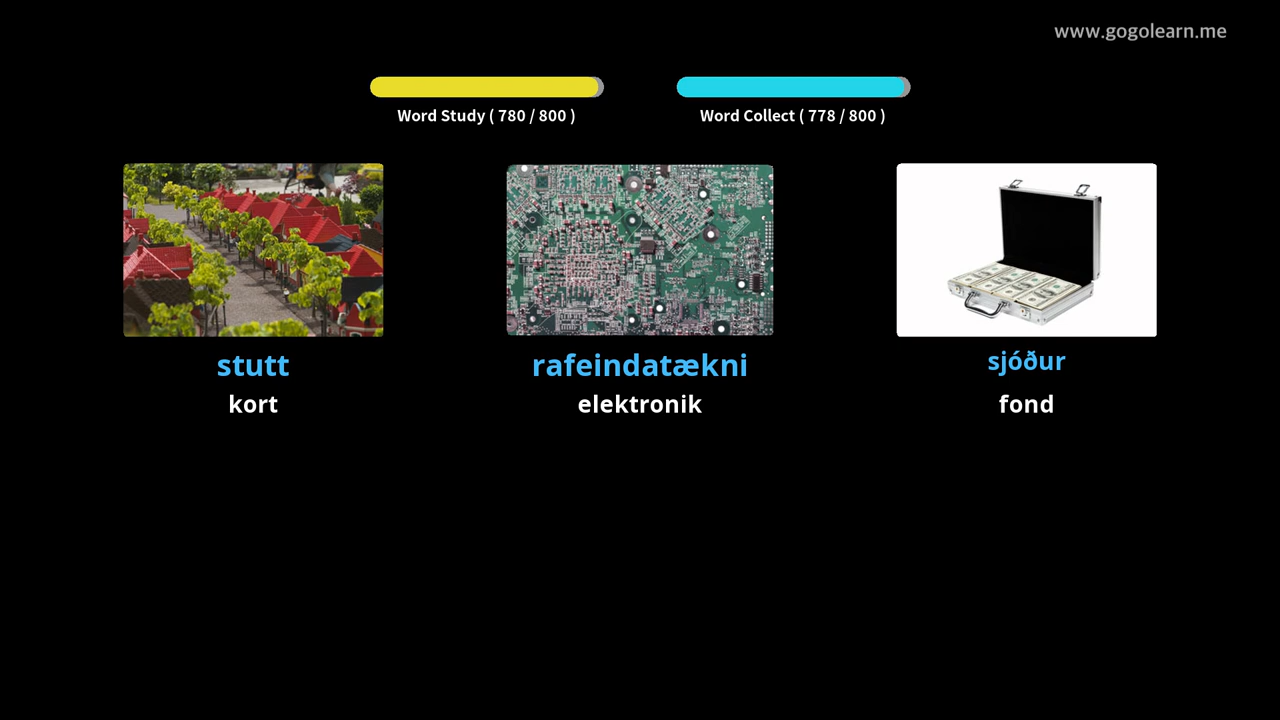 www.gogolearn.me
Word Study ( 780 / 800 )
Word Collect ( 778 / 800 )
stutt
kort
rafeindatækni
elektronik
sjóður
fond